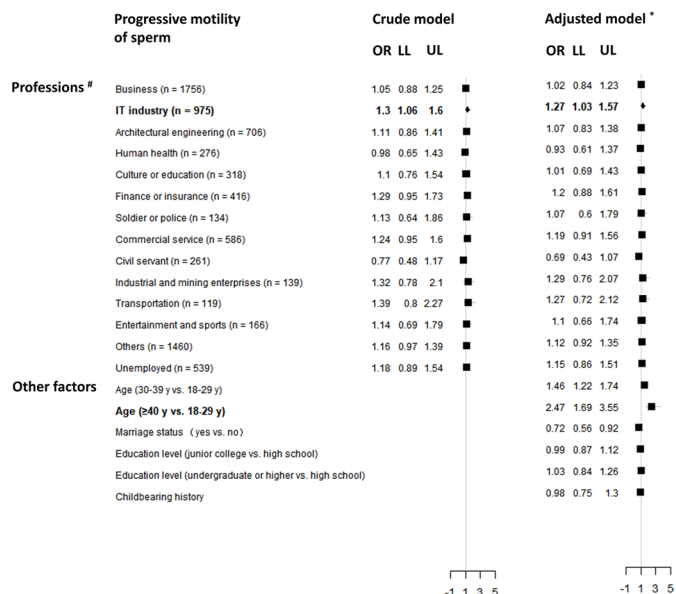 Progressive motility of sperm Crude model Adjusted model *
OR LL UL OR LL UL
Professions #
Business (n = 1756) 1.05 0.88 1.25 1.02 0.84 1.23
IT industry (n = 975) 1.3 1.06 1.6 1.27 1.03 1.57
Architectural engineering (n = 706) 1.11 0.86 1.41 1.07 0.83 1.38
Human health (n = 276) 0.98 0.65 1.43 0.93 0.61 1.37
Culture or education (n = 318) 1.1 0.76 1.54 1.01 0.69 1.43
Finance or insurance (n = 416) 1.29 0.95 1.73 1.2 0.88 1.61
Soldier or police (n = 134) 1.13 0.64 1.86 1.07 0.6 1.79
Commercial service (n = 586) 1.24 0.95 1.6 1.19 0.91 1.56
Civil servant (n = 261) 0.77 0.48 1.17 0.69 0.43 1.07
Industrial and mining enterprises (n = 139) 1.32 0.78 2.1 1.29 0.76 2.07
Transportation (n = 119) 1.39 0.8 2.27 1.27 0.72 2.12
Entertainment and sports (n = 166) 1.14 0.69 1.79 1.1 0.66 1.74
Others (n = 1460) 1.16 0.97 1.39 1.12 0.92 1.35
Unemployed (n = 539) 1.18 0.89 1.54 1.15 0.86 1.51
Other factors
Age (30-39 y vs. 18-29 y) 1.46 1.22 1.74
Age (≥40 y vs. 18-29 y) 2.47 1.69 3.55
Marriage status (yes vs. no) 0.72 0.56 0.92
Education level (junior college vs. high school) 0.99 0.87 1.12
Education level (undergraduate or higher vs. high school) 1.03 0.84 1.26
Childbearing history 0.98 0.75 1.3
-1 1 3 5 -1 1 3 5